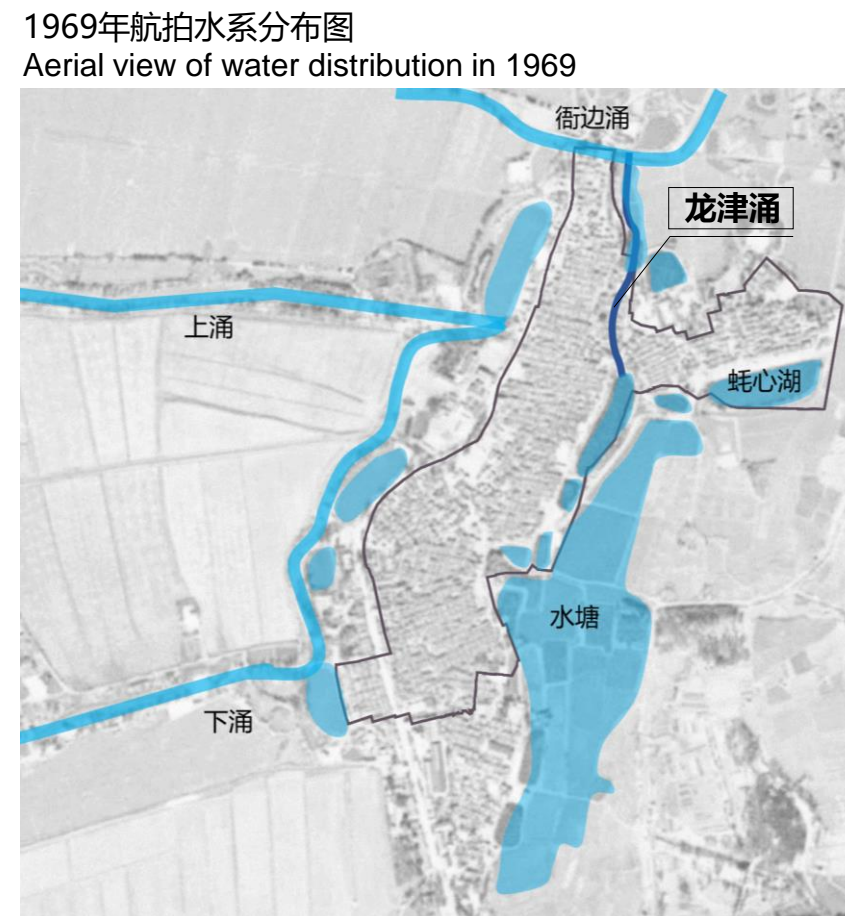 1969年航拍水系分布图
Aerial view of water distribution in 1969
衙边涌
龙津涌
上涌
蚝心湖
水塘
下涌